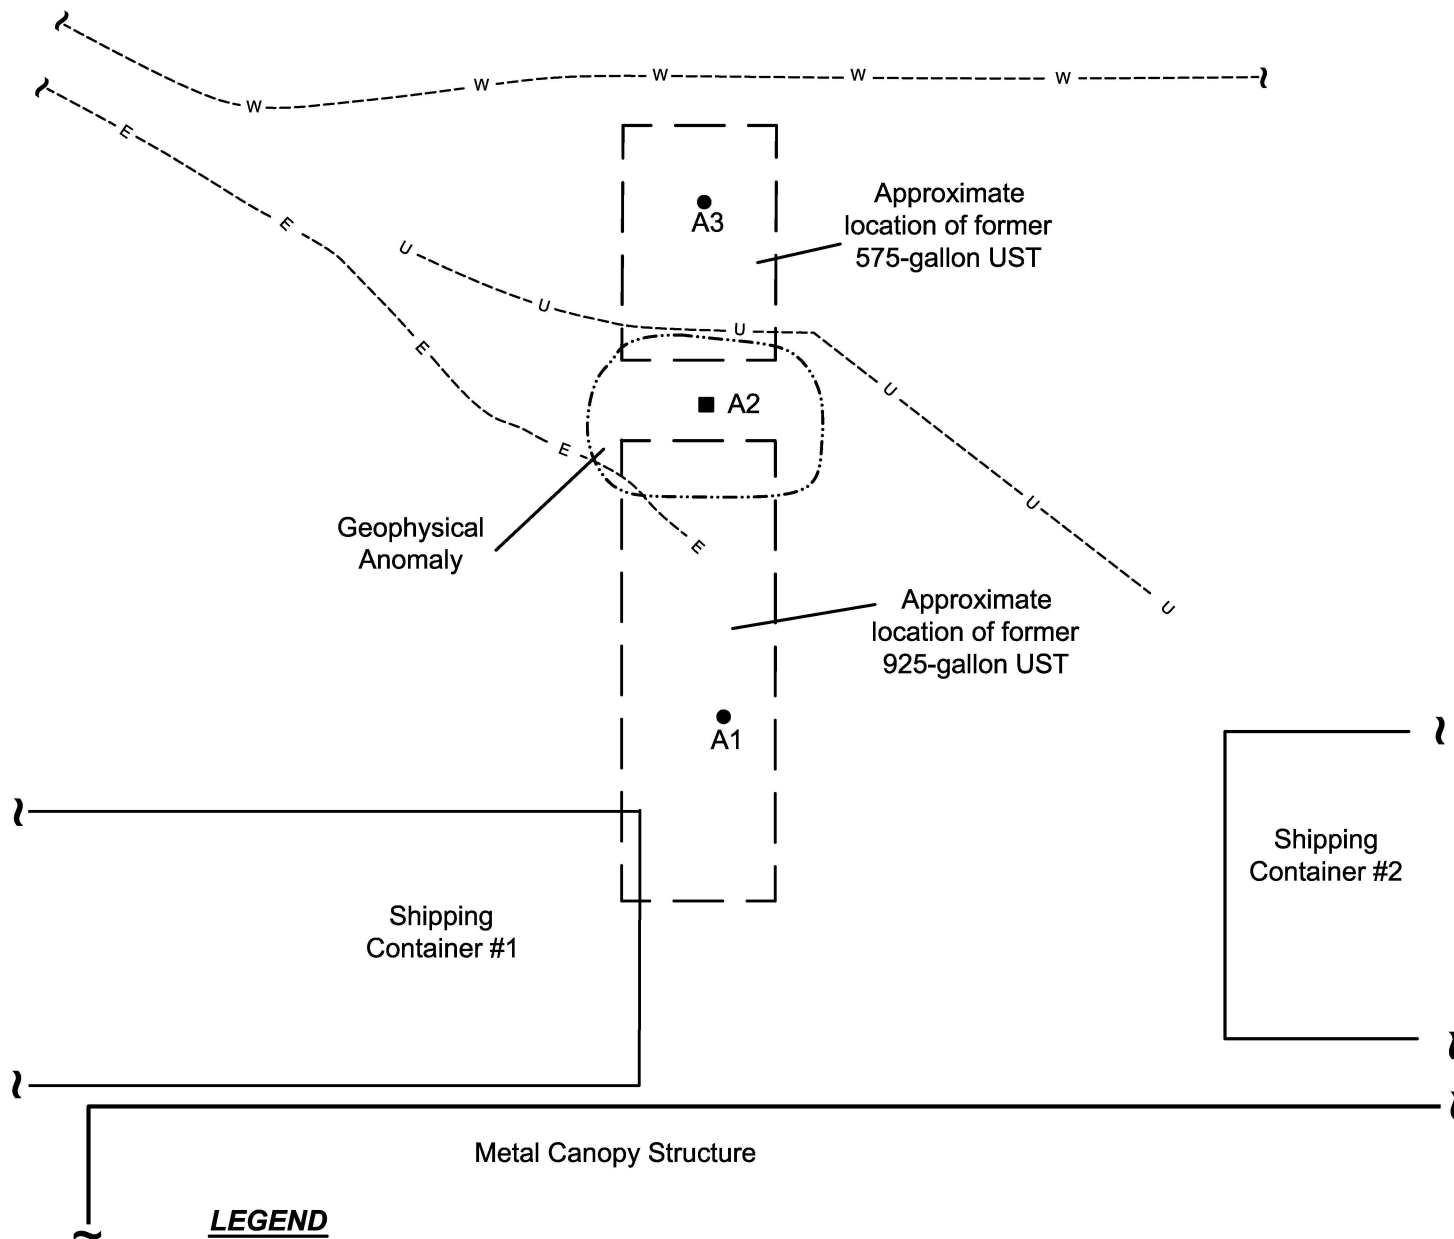 W W W W W
E
E
E
E
E
U
U
U
U
U
U
A3
Approximate
location of former
575-gallon UST
A2
Geophysical
Anomaly
Approximate
location of former
925-gallon UST
A1
Shipping
Container #1
Shipping
Container #2
Metal Canopy Structure
LEGEND